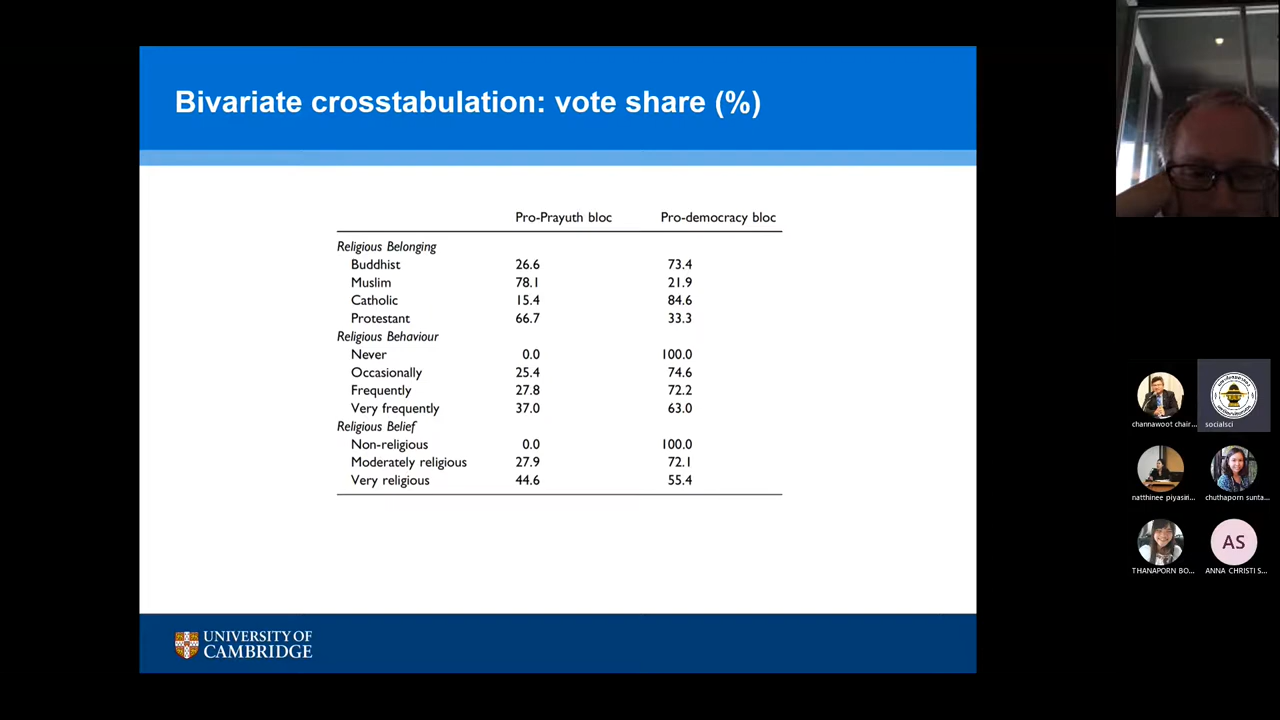 Bivariate crosstabulation: vote share (%)
Pro-Prayuth bloc Pro-democracy bloc
Religious Belonging
Buddhist 26.6 73.4
Muslim 78.1 21.9
Catholic 15.4 84.6
Protestant 66.7 33.3
Religious Behaviour
Never 0.0 100.0
Occasionally 25.4 74.6
Frequently 27.8 72.2
Very frequently 37.0 63.0
Religious Belief
Non-religious 0.0 100.0
Moderately religious 27.9 72.1
Very religious 44.6 55.4
UNIVERSITY OF
CAMBRIDGE
channawoot chair... socialsci
natthinee piyasiri... chuthaporn sunta...
AS
THANAPORN BO... ANNA CHRISTI S...